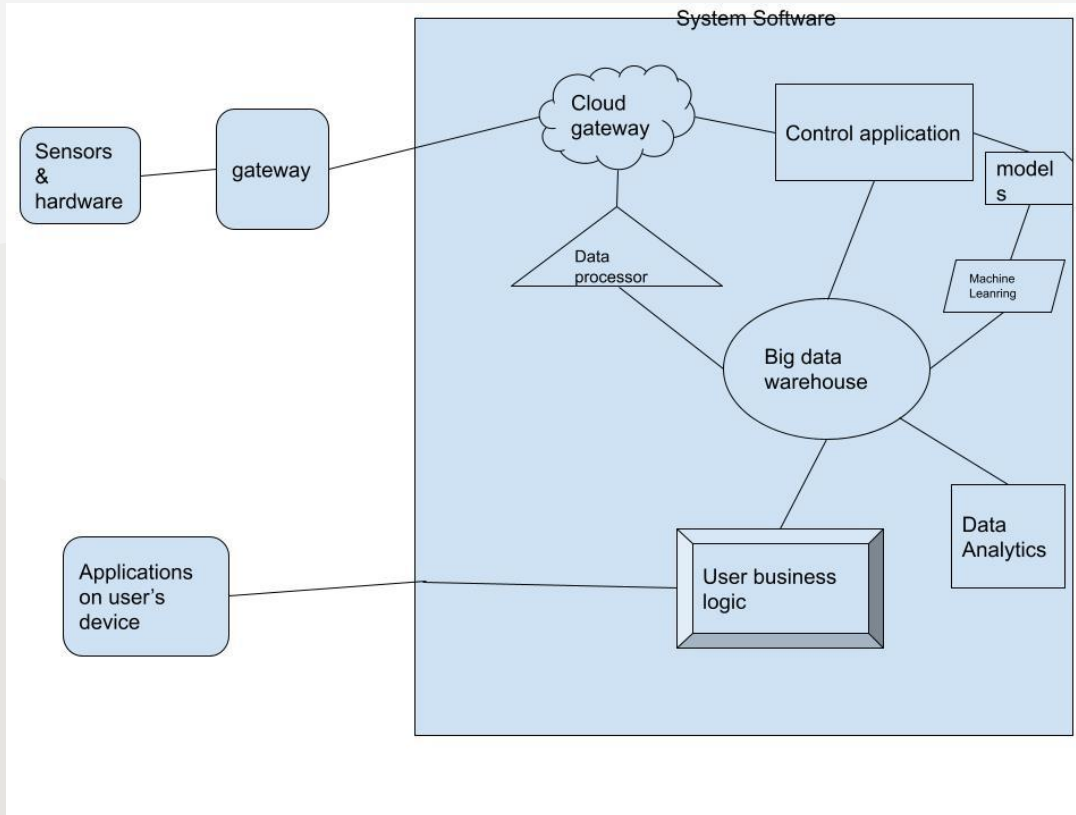 System Software
Cloud
gateway
Control application
Sensors
&
hardware
gateway
model
s
Data
processor
Machine
Leanring
Big data
warehouse
Data
Analytics
Applications
on user’s
device
User business
logic